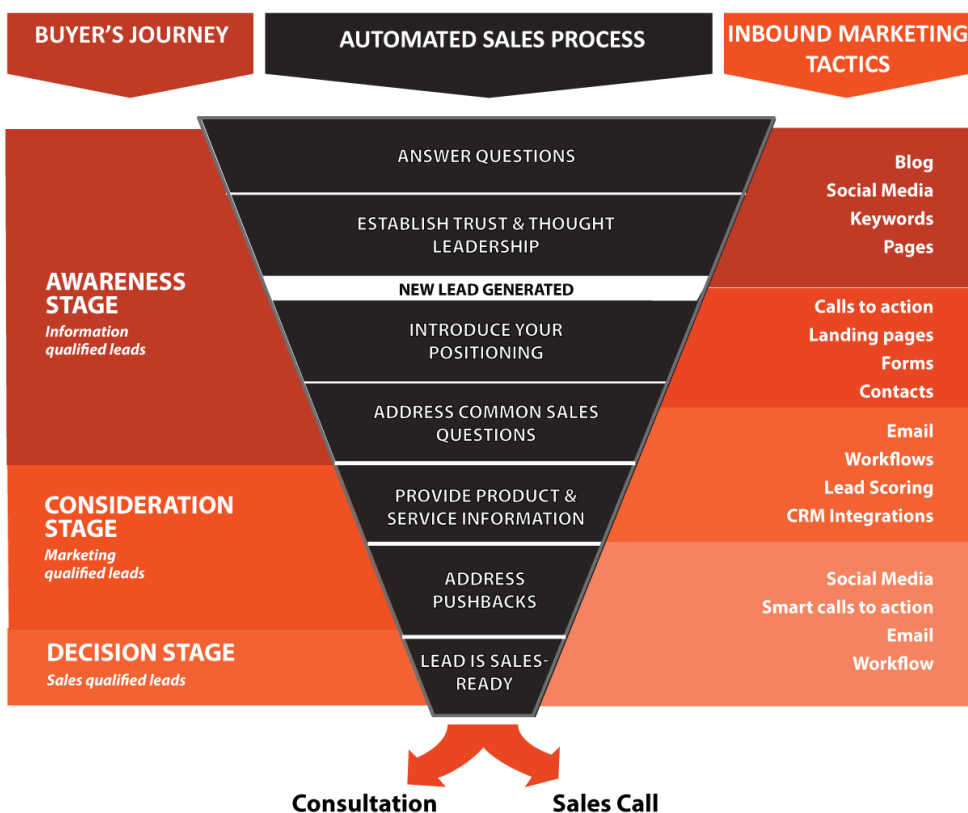 BUYER'S JOURNEY
AUTOMATED SALES PROCESS
INBOUND MARKETING
TACTICS
AWARENESS
STAGE
Information
qualified leads
CONSIDERATION
STAGE
Marketing
qualified leads
DECISION STAGE
Sales qualified leads
ANSWER QUESTIONS
ESTABLISH TRUST & THOUGHT
LEADERSHIP
NEW LEAD GENERATED
INTRODUCE YOUR
POSITIONING
ADDRESS COMMON SALES
QUESTIONS
PROVIDE PRODUCT &
SERVICE INFORMATION
ADDRESS
PUSHBACKS
LEAD IS SALES-
READY
Blog
Social Media
Keywords
Pages
Calls to action
Landing pages
Forms
Contacts
Email
Workflows
Lead Scoring
CRM Integrations
Social Media
Smart calls to action
Email
Workflow
Consultation
Sales Call